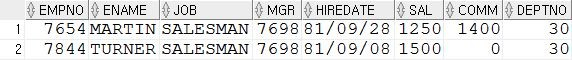 EMPNO ENAME JOB MGR HIREDATE SAL COMM DEPTNO
1 7654 MARTIN SALESMAN 7698 81/09/28 1250 1400 30
2 7844 TURNER SALESMAN 7698 81/09/08 1500 0 30